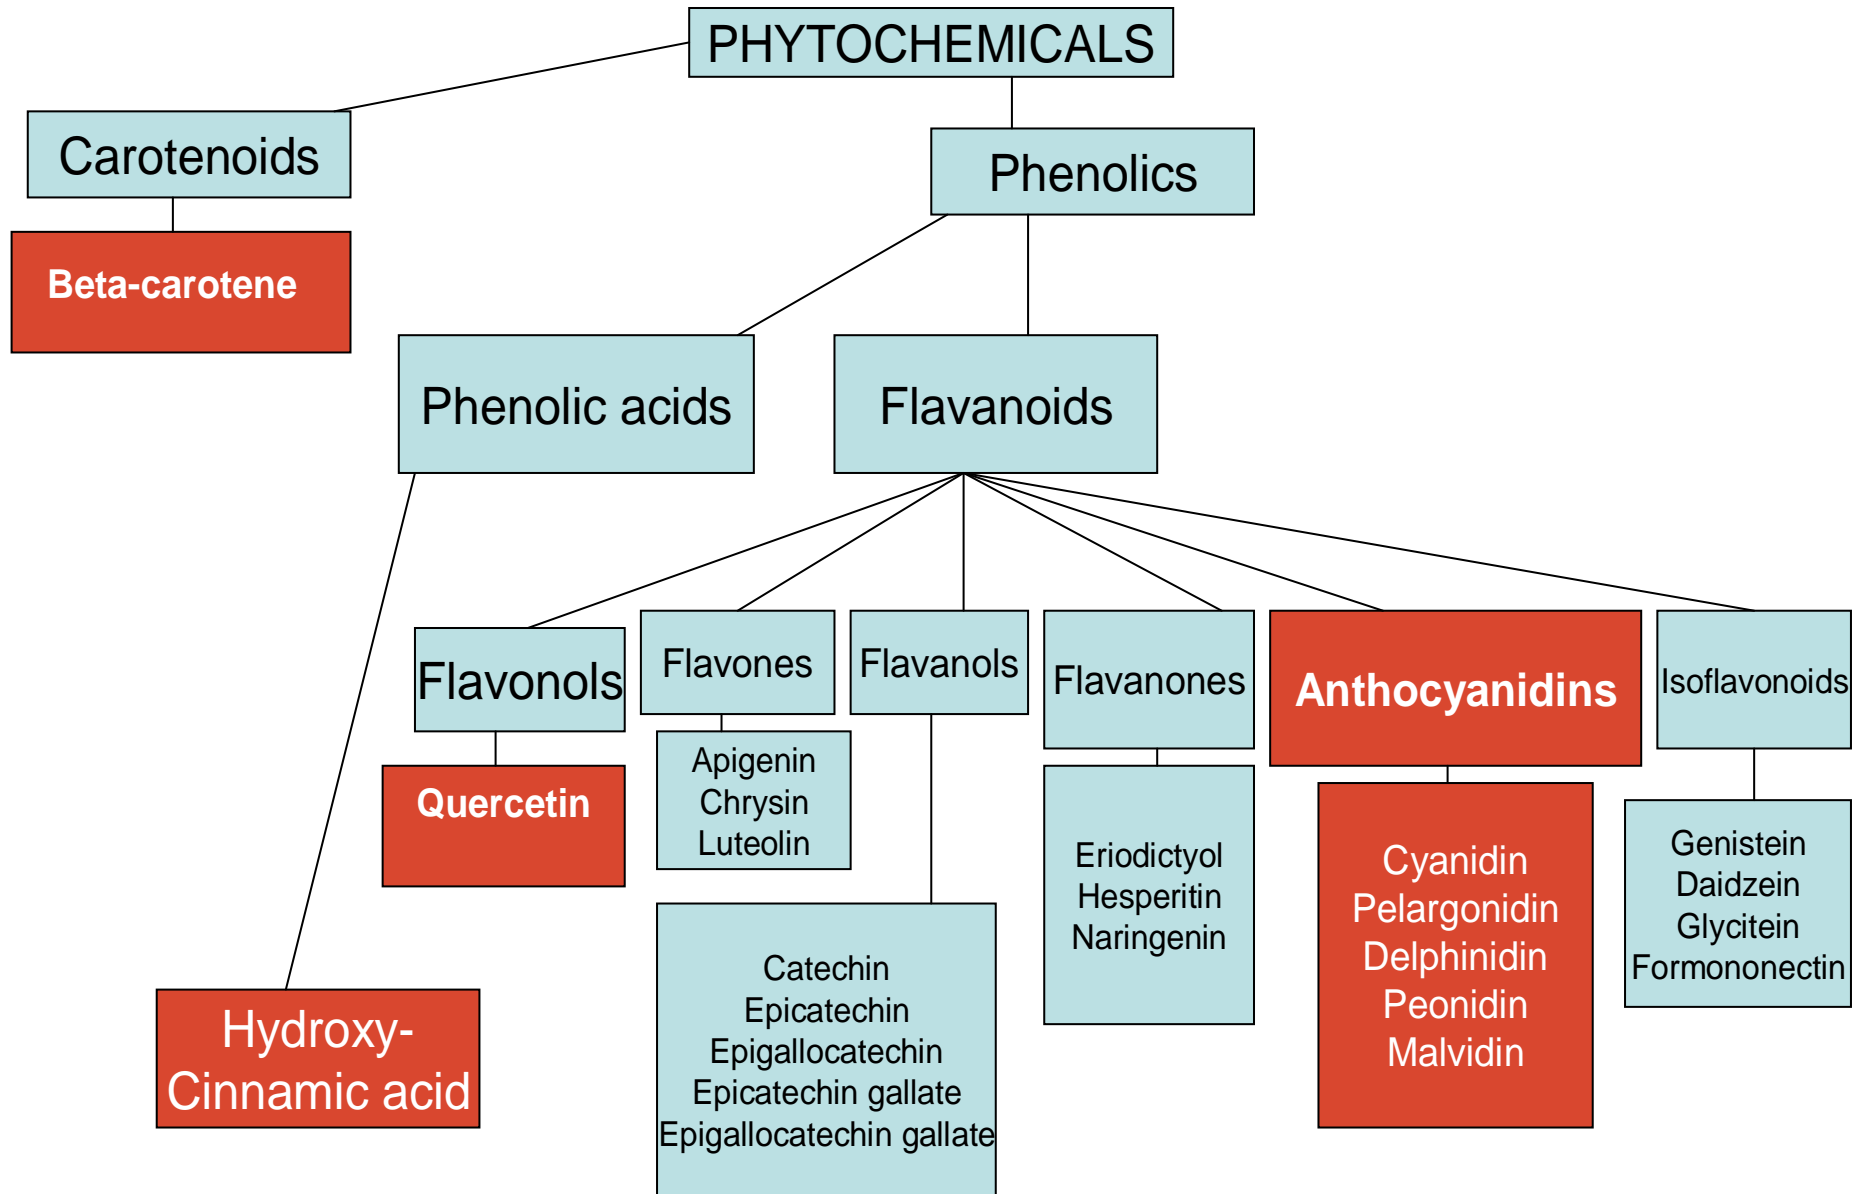 PHYTOCHEMICALS
Carotenoids
Phenolics
Beta-carotene
Phenolic acids
Flavanoids
Flavonols
Flavones
Flavanols
Flavanones
Anthocyanidins
Isoflavonoids
Quercetin
Apigenin
Chrysin
Luteolin
Catechin
Epicatechin
Epigallocatechin
Epicatechin gallate
Epigallocatechin gallate
Eriodictyol
Hesperitin
Naringenin
Cyanidin
Pelargonidin
Delphinidin
Peonidin
Malvidin
Genistein
Daidzein
Glycitein
Formononectin
Hydroxy-
Cinnamic acid